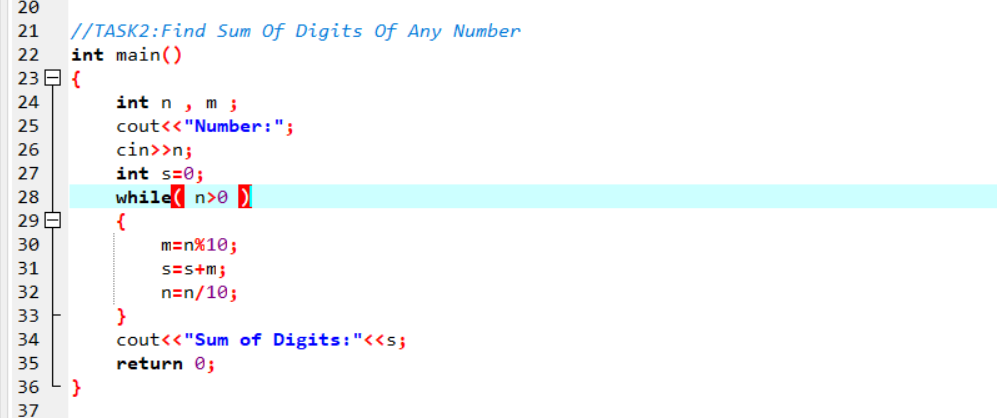 20
21 //TASK2:Find Sum Of Digits Of Any Number
22 int main()
23 {
24 int n , m ;
25 cout<<"Number:";
26 cin>>n;
27 int s=0;
28 while( n>0 )
29 {
30 m=n%10;
31 s=s+m;
32 n=n/10;
33 }
34 cout<<"Sum of Digits:"<<s;
35 return 0;
36 }
37